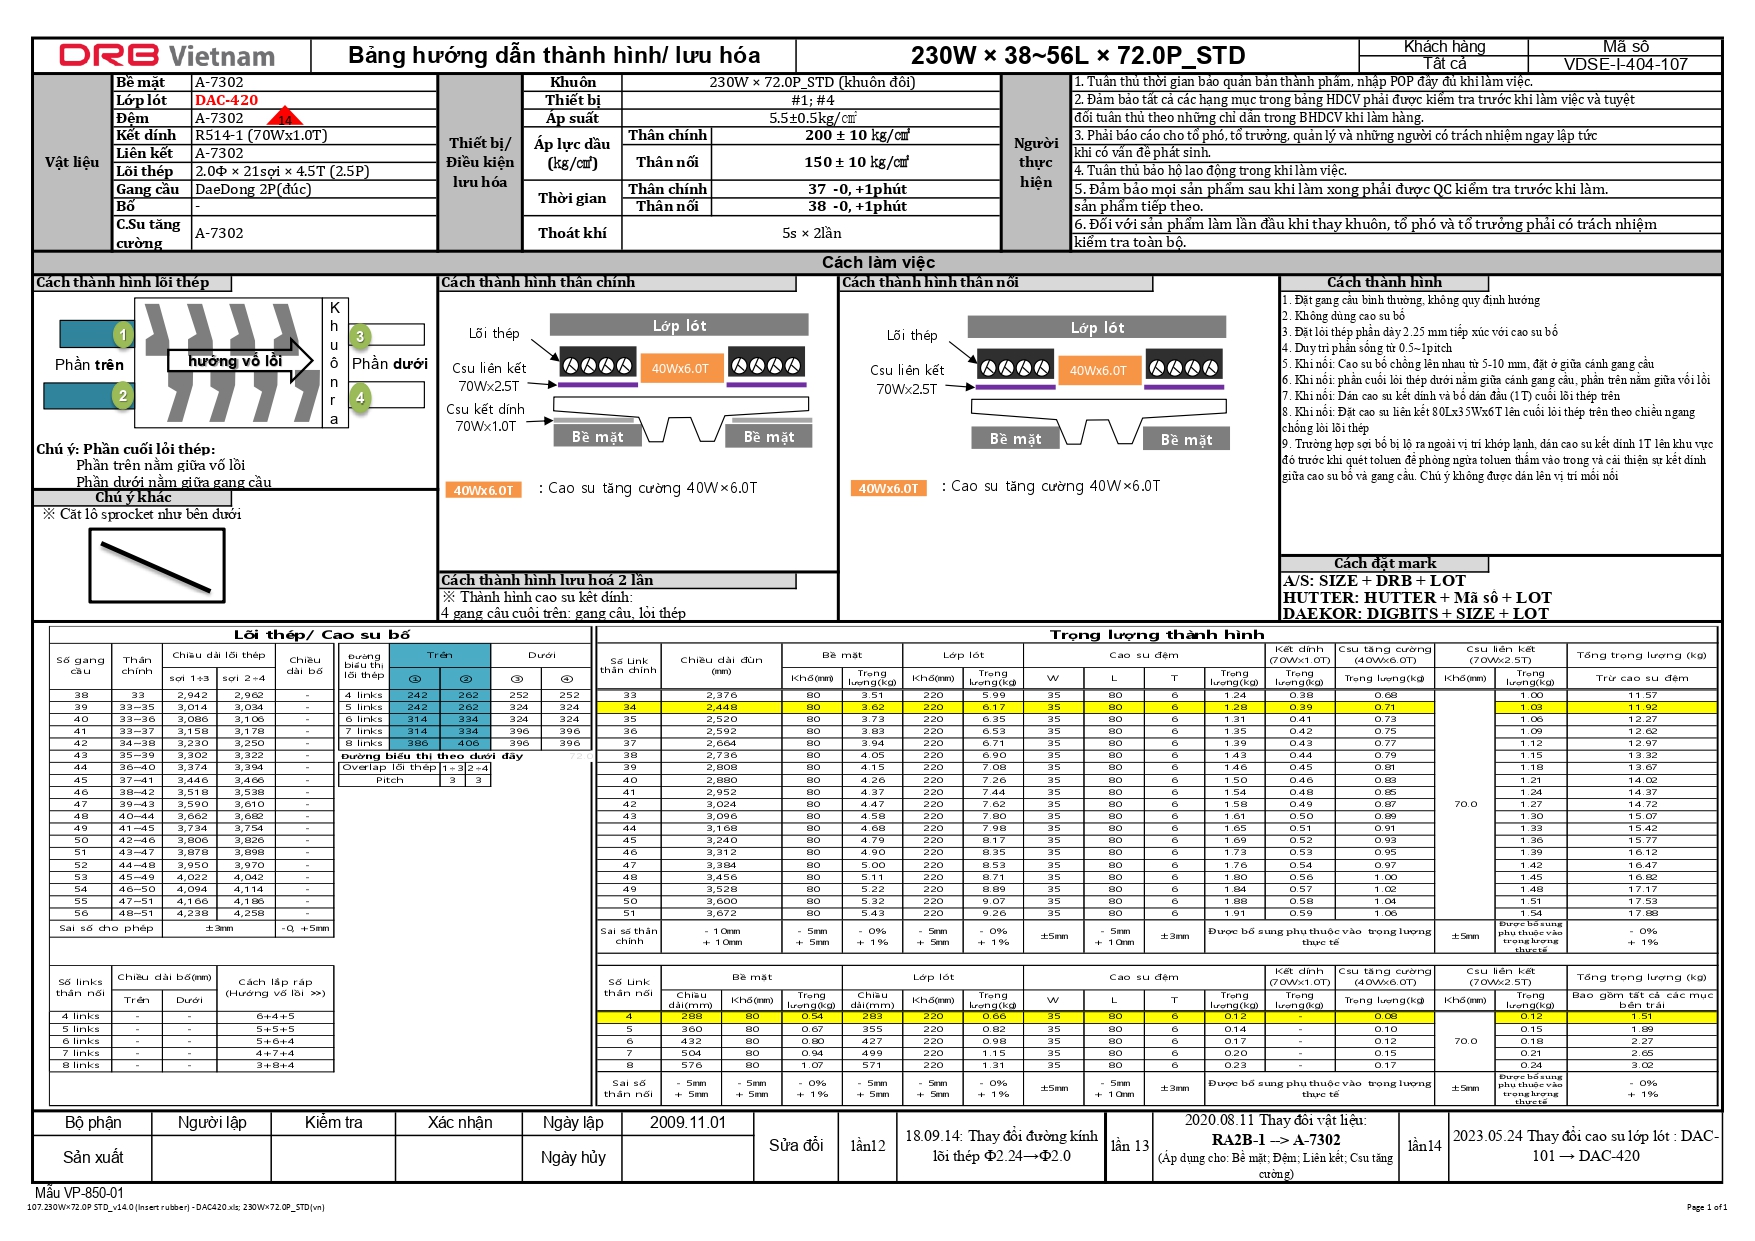 DRB Vietnam
Bảng hướng dẫn thành hình/ lưu hóa
230W × 38~56L × 72.0P_STD
Khách hàng
Mã số
Tất cả
VDSE-I-404-107
Vật liệu
Bề mặt A-7302
Lớp lót DAC-420
Đệm A-7302
14
Kết dính R514-1 (70Wx1.0T)
Liên kết A-7302
Lõi thép 2.0Φ × 21sợi × 4.5T (2.5P)
Gang cầu DaeDong 2P(đúc)
Bố -
C.Su tăng cường A-7302
Thiết bị/ Điều kiện lưu hóa
Khuôn 230W × 72.0P_STD (khuôn đôi)
Thiết bị #1; #4
Áp suất 5.5±0.5kg/㎠
Áp lực dầu (kg/㎠)
Thân chính 200 ± 10 kg/㎠
Thân nối 150 ± 10 kg/㎠
Thời gian
Thân chính 37 -0, +1phút
Thân nối 38 -0, +1phút
Thoát khí 5s × 2lần
Người thực hiện
1. Tuân thủ thời gian bảo quản bán thành phẩm, nhập POP đầy đủ khi làm việc.
2. Đảm bảo tất cả các hạng mục trong bảng HDCV phải được kiểm tra trước khi làm việc và tuyệt
đối tuân thủ theo những chỉ dẫn trong BHDCV khi làm hàng.
3. Phải báo cáo cho tổ phó, tổ trưởng, quản lý và những người có trách nhiệm ngay lập tức
khi có vấn đề phát sinh.
4. Tuân thủ bảo hộ lao động trong khi làm việc.
5. Đảm bảo mọi sản phẩm sau khi làm xong phải được QC kiểm tra trước khi làm.
sản phẩm tiếp theo.
6. Đối với sản phẩm làm lần đầu khi thay khuôn, tổ phó và tổ trưởng phải có trách nhiệm
kiểm tra toàn bộ.
Cách làm việc
Cách thành hình lõi thép
1
2
3
4
Phần trên
hướng vố lồi
Khuôn ra
Phần dưới
Chú ý: Phần cuối lỏi thép:
Phần trên nằm giữa vố lồi
Phần dưới nằm giữa gang cầu
Chú ý khác
※ Cắt lô sprocket như bên dưới
Cách thành hình thân chính
Lớp lót
Lõi thép
40Wx6.0T
Csu liên kết
70W×2.5T
Csu kết dính
70W×1.0T
Bề mặt
Bề mặt
40Wx6.0T : Cao su tăng cường 40W×6.0T
Cách thành hình lưu hoá 2 lần
※ Thành hình cao su kết dính:
4 gang cầu cuối trên: gang cầu, lỏi thép
Cách thành hình thân nối
Lớp lót
Lõi thép
40Wx6.0T
Csu liên kết
70W×2.5T
Bề mặt
Bề mặt
40Wx6.0T : Cao su tăng cường 40W×6.0T
Cách thành hình
1. Đặt gang cầu bình thường, không quy định hướng
2. Không dùng cao su bố
3. Đặt lỏi thép phần dày 2.25 mm tiếp xúc với cao su bố
4. Duy trì phần sống từ 0.5~1pitch
5. Khi nối: Cao su bố chồng lên nhau từ 5-10 mm, đặt ở giữa cánh gang cầu
6. Khi nối: phần cuối lỏi thép dưới nằm giữa cánh gang cầu, phần trên nằm giữa vối lồi
7. Khi nối: Dán cao su kết dính và bố dán đầu (1T) cuối lõi thép trên
8. Khi nối: Đặt cao su liên kết 80Lx35Wx6T lên cuối lỏi thép trên theo chiều ngang
chống lòi lõi thép
9. Trường hợp sợi bố bị lộ ra ngoài vị trí khớp lạnh, dán cao su kết dính 1T lên khu vực
đó trước khi quét toluen để phòng ngừa toluen thấm vào trong và cải thiện sự kết dính
giữa cao su bố và gang cầu. Chú ý không được dán lên vị trí mối nối
Cách đặt mark
A/S: SIZE + DRB + LOT
HUTTER: HUTTER + Mã số + LOT
DAEKOR: DIGBITS + SIZE + LOT
Lõi thép/ Cao su bố
Số gang cầu Thân chính Chiều dài lõi thép Chiều dài bố
sợi 1÷3 sợi 2÷4
38 33 2,942 2,962 -
39 33~35 3,014 3,034 -
40 33~36 3,086 3,106 -
41 33~37 3,158 3,178 -
42 34~38 3,230 3,250 -
43 35~39 3,302 3,322 -
44 36~40 3,374 3,394 -
45 37~41 3,446 3,466 -
46 38~42 3,518 3,538 -
47 39~43 3,590 3,610 -
48 40~44 3,662 3,682 -
49 41~45 3,734 3,754 -
50 42~46 3,806 3,826 -
51 43~47 3,878 3,898 -
52 44~48 3,950 3,970 -
53 45~49 4,022 4,042 -
54 46~50 4,094 4,114 -
55 47~51 4,166 4,186 -
56 48~51 4,238 4,258 -
Sai số cho phép ±3mm -0, +5mm
Đường biểu thị lõi thép Trên Dưới
① ② ③ ④
4 links 242 262 252 252
5 links 242 262 324 324
6 links 314 334 324 324
7 links 314 334 396 396
8 links 386 406 396 396
Đường biểu thị theo dưới đây
Overlap lõi thép 1÷3 2÷4
Pitch 3 3
Số links thân nối Chiều dài bố(mm) Cách lắp ráp (Hướng vố lồi >>)
Trên Dưới
4 links - - 6+4+5
5 links - - 5+5+5
6 links - - 5+6+4
7 links - - 4+7+4
8 links - - 3+8+4
Trọng lượng thành hình
Số Link thân chính Chiều dài đùn (mm) Bề mặt Lớp lót Cao su đệm Kết dính (70Wx1.0T) Csu tăng cường (40Wx6.0T) Csu liên kết (70Wx2.5T) Tổng trọng lượng (kg)
Khổ(mm) Trọng lượng(kg) Khổ(mm) Trọng lượng(kg) W L T Trọng lượng(kg) Trọng lượng(kg) Trọng lượng(kg) Khổ(mm) Trọng lượng(kg) Trừ cao su đệm
33 2,376 80 3.51 220 5.99 35 80 6 1.24 0.38 0.68 1.00 11.57
34 2,448 80 3.62 220 6.17 35 80 6 1.28 0.39 0.71 1.03 11.92
35 2,520 80 3.73 220 6.35 35 80 6 1.31 0.41 0.73 1.06 12.27
36 2,592 80 3.83 220 6.53 35 80 6 1.35 0.42 0.75 1.09 12.62
37 2,664 80 3.94 220 6.71 35 80 6 1.39 0.43 0.77 1.12 12.97
38 2,736 80 4.05 220 6.90 35 80 6 1.43 0.44 0.79 1.15 13.32
39 2,808 80 4.15 220 7.08 35 80 6 1.46 0.45 0.81 1.18 13.67
40 2,880 80 4.26 220 7.26 35 80 6 1.50 0.46 0.83 1.21 14.02
41 2,952 80 4.37 220 7.44 35 80 6 1.54 0.48 0.85 1.24 14.37
42 3,024 80 4.47 220 7.62 35 80 6 1.58 0.49 0.87 70.0 1.27 14.72
43 3,096 80 4.58 220 7.80 35 80 6 1.61 0.50 0.89 1.30 15.07
44 3,168 80 4.68 220 7.98 35 80 6 1.65 0.51 0.91 1.33 15.42
45 3,240 80 4.79 220 8.17 35 80 6 1.69 0.52 0.93 1.36 15.77
46 3,312 80 4.90 220 8.35 35 80 6 1.73 0.53 0.95 1.39 16.12
47 3,384 80 5.00 220 8.53 35 80 6 1.76 0.54 0.97 1.42 16.47
48 3,456 80 5.11 220 8.71 35 80 6 1.80 0.56 1.00 1.45 16.82
49 3,528 80 5.22 220 8.89 35 80 6 1.84 0.57 1.02 1.48 17.17
50 3,600 80 5.32 220 9.07 35 80 6 1.88 0.58 1.04 1.51 17.53
51 3,672 80 5.43 220 9.26 35 80 6 1.91 0.59 1.06 1.54 17.88
Sai số thân chính - 10mm + 10mm - 5mm + 5mm - 0% + 1% - 5mm + 5mm - 0% + 1% ±5mm - 5mm + 10mm ±3mm Được bổ sung phụ thuộc vào trọng lượng thực tế ±5mm Được bổ sung phụ thuộc vào trọng lượng thực tế - 0% + 1%
Số Link thân nối Bề mặt Lớp lót Cao su đệm Kết dính (70Wx1.0T) Csu tăng cường (40Wx6.0T) Csu liên kết (70Wx2.5T) Tổng trọng lượng (kg)
Chiều dài(mm) Khổ(mm) Trọng lượng(kg) Chiều dài(mm) Khổ(mm) Trọng lượng(kg) W L T Trọng lượng(kg) Trọng lượng(kg) Trọng lượng(kg) Khổ(mm) Trọng lượng(kg) Bao gồm tất cả các mục bên trái
4 288 80 0.54 283 220 0.66 35 80 6 0.12 - 0.08 0.12 1.51
5 360 80 0.67 355 220 0.82 35 80 6 0.14 - 0.10 0.15 1.89
6 432 80 0.80 427 220 0.98 35 80 6 0.17 - 0.12 70.0 0.18 2.27
7 504 80 0.94 499 220 1.15 35 80 6 0.20 - 0.15 0.21 2.65
8 576 80 1.07 571 220 1.31 35 80 6 0.23 - 0.17 0.24 3.02
Sai số thân nối - 5mm + 5mm - 5mm + 5mm - 0% + 1% - 5mm + 5mm - 5mm + 5mm - 0% + 1% ±5mm - 5mm + 10mm ±3mm Được bổ sung phụ thuộc vào trọng lượng thực tế ±5mm Được bổ sung phụ thuộc vào trọng lượng thực tế - 0% + 1%
Bộ phận Người lập Kiểm tra Xác nhận Ngày lập 2009.11.01
Sản xuất Ngày hủy
Sửa đổi
lần12
18.09.14: Thay đổi đường kính
lõi thép Φ2.24→Φ2.0
lần 13
2020.08.11 Thay đổi vật liệu:
RA2B-1 --> A-7302
(Áp dụng cho: Bề mặt; Đệm; Liên kết; Csu tăng
cường)
lần14
2023.05.24 Thay đổi cao su lớp lót : DAC-
101 → DAC-420
Mẫu VP-850-01
107.230W×72.0P STD_v14.0 (Insert rubber) - DAC420.xls; 230W×72.0P_STD(vn)
Page 1 of 1